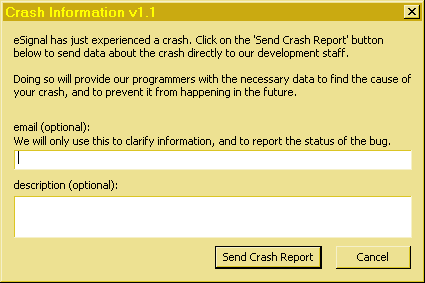 Crash Information v1.1
eSignal has just experienced a crash. Click on the 'Send Crash Report' button
below to send data about the crash directly to our development staff.
Doing so will provide our programmers with the necessary data to find the cause of
your crash, and to prevent it from happening in the future.
email (optional):
We will only use this to clarify information, and to report the status of the bug.
description (optional):
Send Crash Report
Cancel